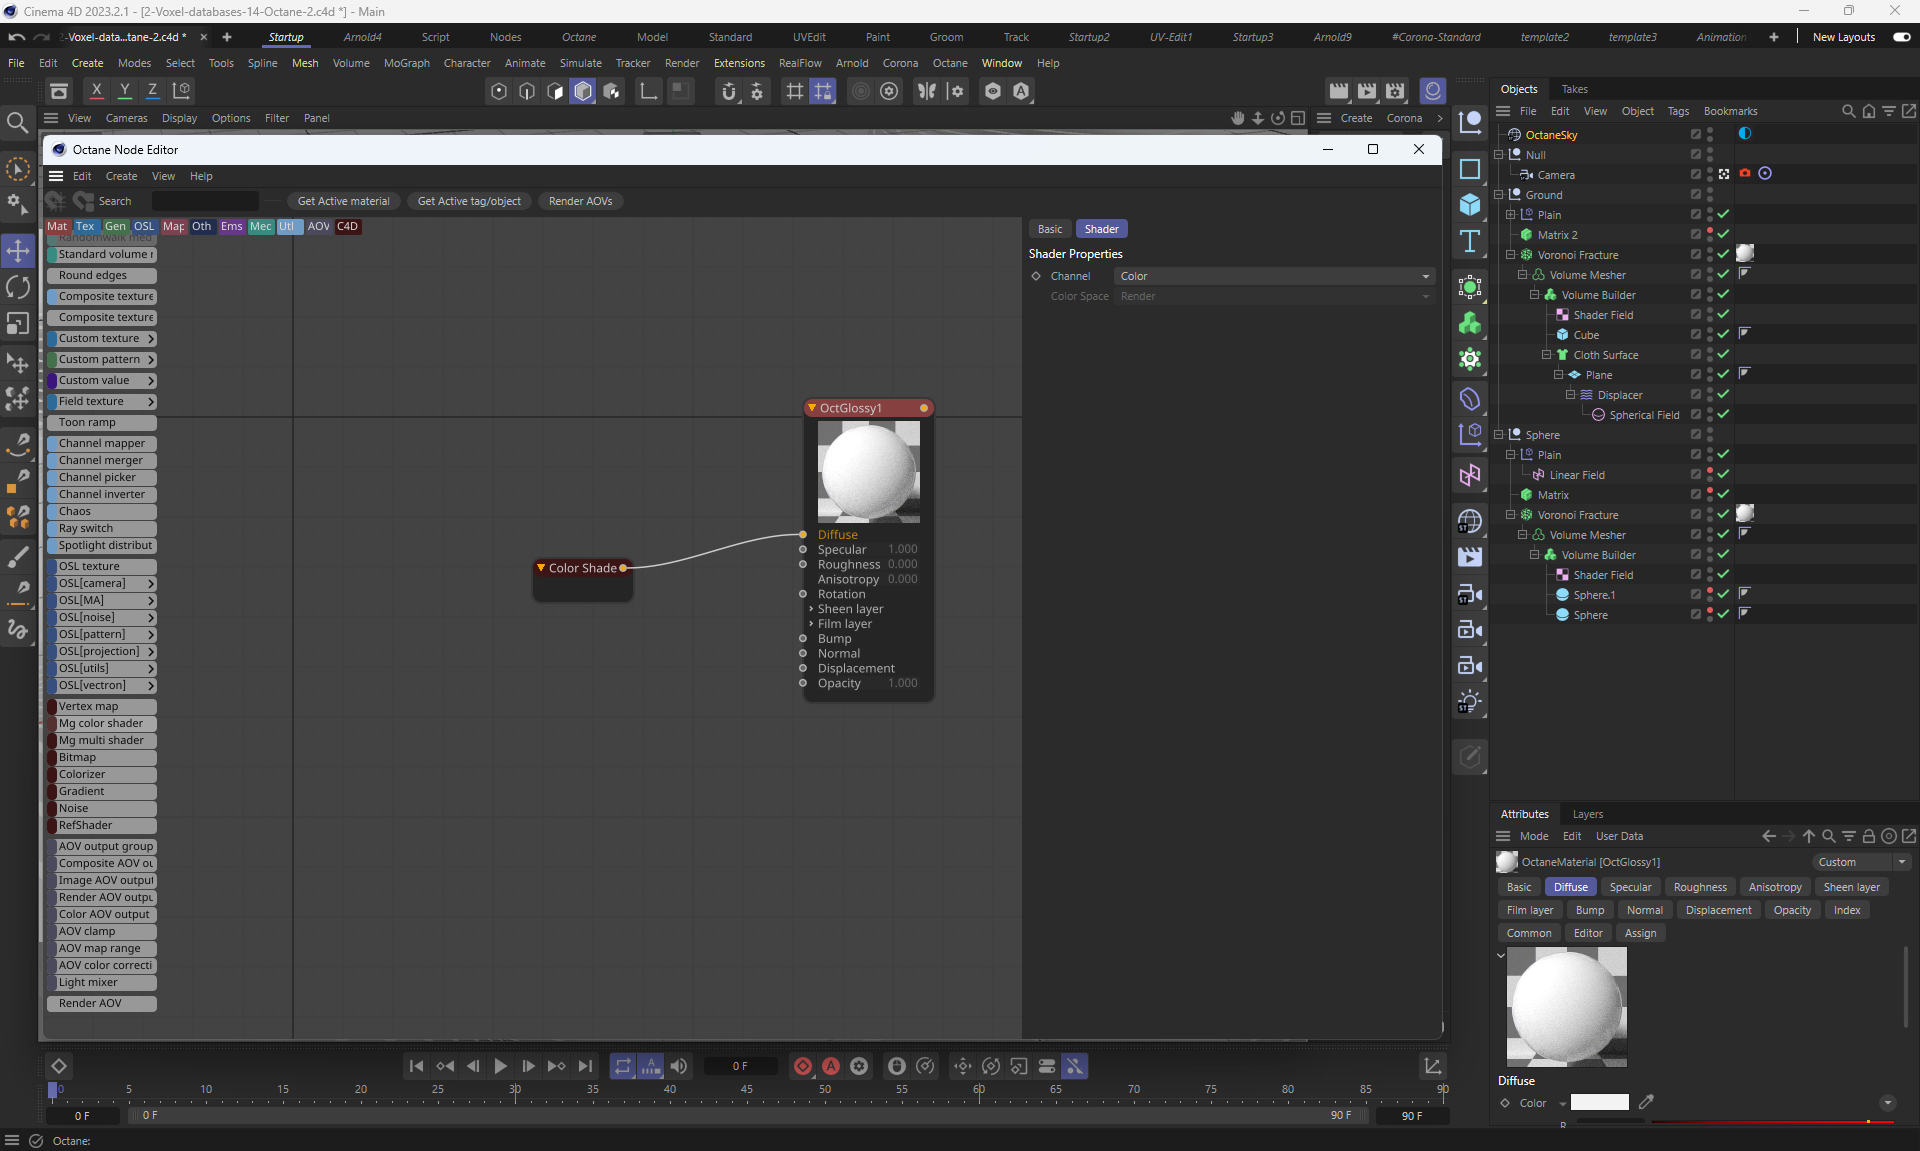 Cinema 4D 2023.2.1 - [2-Voxel-databases-14-Octane-2.c4d *] - Main
2-Voxel-data...tane-2.c4d *
Startup Arnold4 Script Nodes Octane Model Standard UVEdit Paint Groom Track Startup2 UV-Edit1 Startup3 Arnold9 #Corona-Standard template2 template3 Animation New Layouts
File Edit Create Modes Select Tools Spline Mesh Volume MoGraph Character Animate Simulate Tracker Render Extensions RealFlow Arnold Corona Octane Window Help
X Y Z
View Cameras Display Options Filter Panel
Create Corona
Octane Node Editor
Edit Create View Help
Search Get Active material Get Active tag/object Render AOVs
Mat Tex Gen OSL Map Oth Ems Mec Utl AOV C4D
Randomwalk med
Standard volume
Round edges
Composite texture
Composite texture
Custom texture
Custom pattern
Custom value
Field texture
Toon ramp
Channel mapper
Channel merger
Channel picker
Channel inverter
Chaos
Ray switch
Spotlight distribut
OSL texture
OSL[camera]
OSL[MA]
OSL[noise]
OSL[pattern]
OSL[projection]
OSL[utils]
OSL[vectron]
Vertex map
Mg color shader
Mg multi shader
Bitmap
Colorizer
Gradient
Noise
RefShader
AOV output group
Composite AOV ou
Image AOV output
Render AOV outpu
Color AOV output
AOV clamp
AOV map range
AOV color correcti
Light mixer
Render AOV
Color Shade
OctGlossy1
Diffuse
Specular 1.000
Roughness 0.000
Anisotropy 0.000
Rotation
Sheen layer
Film layer
Bump
Normal
Displacement
Opacity 1.000
Basic Shader
Shader Properties
Channel Color
Color Space Render
Objects Takes
File Edit View Object Tags Bookmarks
OctaneSky
Null
Camera
Ground
Plain
Matrix 2
Voronoi Fracture
Volume Mesher
Volume Builder
Shader Field
Cube
Cloth Surface
Plane
Displacer
Spherical Field
Sphere
Plain
Linear Field
Matrix
Voronoi Fracture
Volume Mesher
Volume Builder
Shader Field
Sphere.1
Sphere
ST
ST
ST
Attributes Layers
Mode Edit User Data
OctaneMaterial [OctGlossy1] Custom
Basic Diffuse Specular Roughness Anisotropy Sheen layer
Film layer Bump Normal Displacement Opacity Index
Common Editor Assign
Diffuse
Color
R
0 F
0 5 10 15 20 25 30 35 40 45 50 55 60 65 70 75 80 85 90
0 F 0 F 90 F 90 F
Octane: